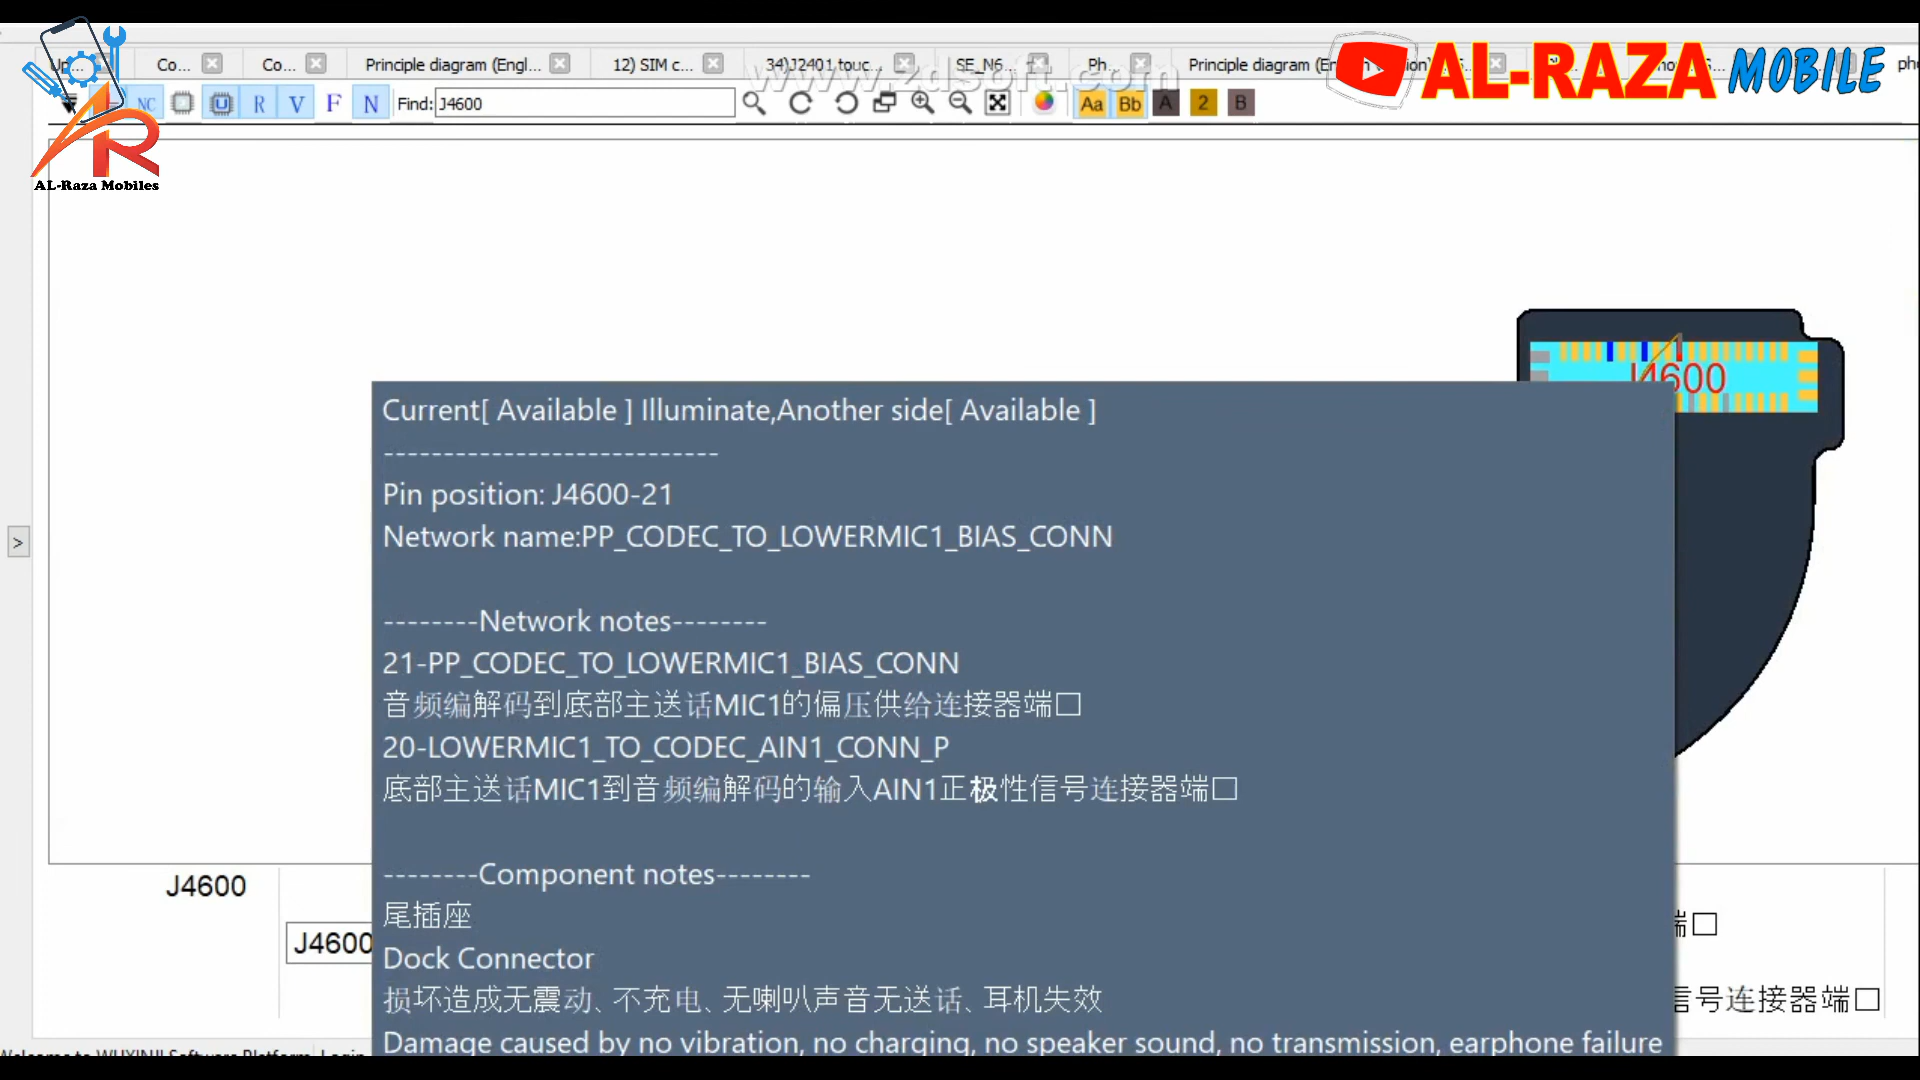 Co...
Co...
Principle diagram (Engl...
12) SIM c...
34)J2401 touc...
SE_N6...
Ph...
Principle diagram (En
www.zdsoft.com
AL-RAZA MOBILE
NC
R
V
F
N
Find: J4600
Aa
Bb
A
2
B
AR
AL-Raza Mobiles
J4600
Current[ Available ] Illuminate,Another side[ Available ]
----------------------------
Pin position: J4600-21
Network name:PP_CODEC_TO_LOWERMIC1_BIAS_CONN
--------Network notes--------
21-PP_CODEC_TO_LOWERMIC1_BIAS_CONN
音频编解码到底部主送话MIC1的偏压供给连接器端口
20-LOWERMIC1_TO_CODEC_AIN1_CONN_P
底部主送话MIC1到音频编解码的输入AIN1正极性信号连接器端口
--------Component notes--------
尾插座
Dock Connector
损坏造成无震动、不充电、无喇叭声音无送话、耳机失效
Damage caused by no vibration, no charging, no speaker sound, no transmission, earphone failure
J4600
J4600
端口
信号连接器端口